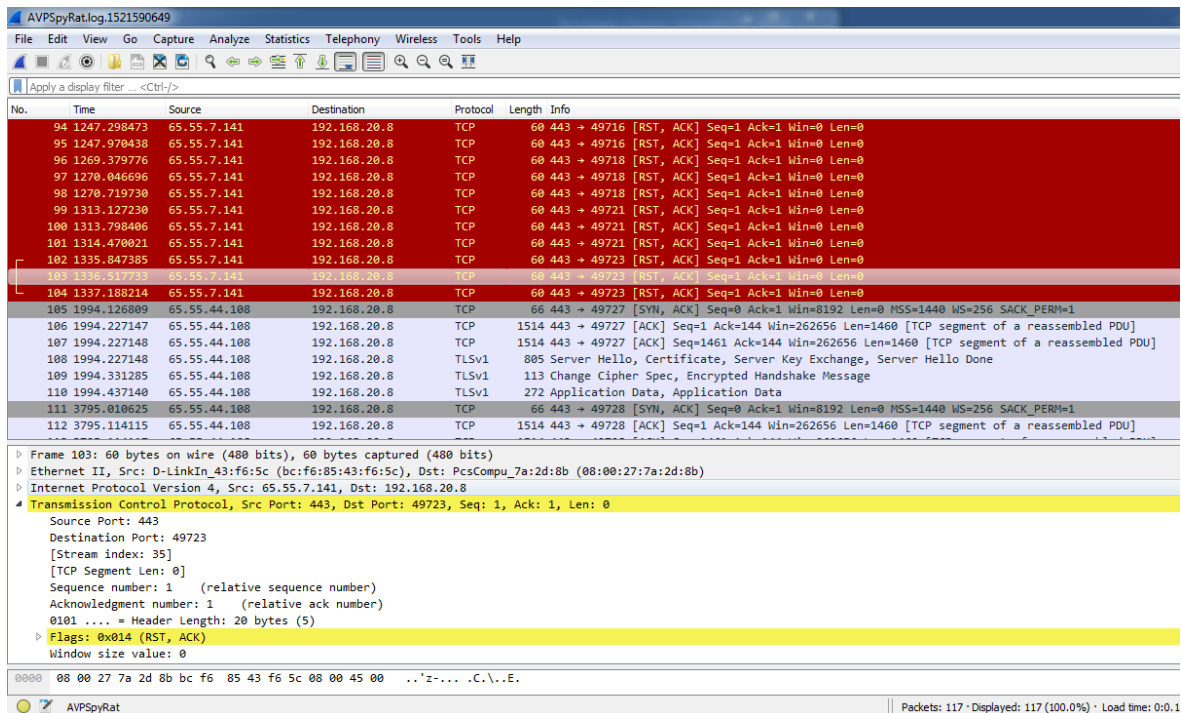 AVPSpyRat.log.1521590649
File Edit View Go Capture Analyze Statistics Telephony Wireless Tools Help
Apply a display filter ... <Ctrl-/>
No. Time Source Destination Protocol Length Info
94 1247.298473 65.55.7.141 192.168.20.8 TCP 60 443 → 49716 [RST, ACK] Seq=1 Ack=1 Win=0 Len=0
95 1247.970438 65.55.7.141 192.168.20.8 TCP 60 443 → 49716 [RST, ACK] Seq=1 Ack=1 Win=0 Len=0
96 1269.379776 65.55.7.141 192.168.20.8 TCP 60 443 → 49718 [RST, ACK] Seq=1 Ack=1 Win=0 Len=0
97 1270.046696 65.55.7.141 192.168.20.8 TCP 60 443 → 49718 [RST, ACK] Seq=1 Ack=1 Win=0 Len=0
98 1270.719730 65.55.7.141 192.168.20.8 TCP 60 443 → 49718 [RST, ACK] Seq=1 Ack=1 Win=0 Len=0
99 1313.127230 65.55.7.141 192.168.20.8 TCP 60 443 → 49721 [RST, ACK] Seq=1 Ack=1 Win=0 Len=0
100 1313.798406 65.55.7.141 192.168.20.8 TCP 60 443 → 49721 [RST, ACK] Seq=1 Ack=1 Win=0 Len=0
101 1314.470021 65.55.7.141 192.168.20.8 TCP 60 443 → 49721 [RST, ACK] Seq=1 Ack=1 Win=0 Len=0
102 1335.847385 65.55.7.141 192.168.20.8 TCP 60 443 → 49723 [RST, ACK] Seq=1 Ack=1 Win=0 Len=0
103 1336.517733 65.55.7.141 192.168.20.8 TCP 60 443 → 49723 [RST, ACK] Seq=1 Ack=1 Win=0 Len=0
104 1337.188214 65.55.7.141 192.168.20.8 TCP 60 443 → 49723 [RST, ACK] Seq=1 Ack=1 Win=0 Len=0
105 1994.126809 65.55.44.108 192.168.20.8 TCP 66 443 → 49727 [SYN, ACK] Seq=0 Ack=1 Win=8192 Len=0 MSS=1440 WS=256 SACK_PERM=1
106 1994.227147 65.55.44.108 192.168.20.8 TCP 1514 443 → 49727 [ACK] Seq=1 Ack=144 Win=262656 Len=1460 [TCP segment of a reassembled PDU]
107 1994.227148 65.55.44.108 192.168.20.8 TCP 1514 443 → 49727 [ACK] Seq=1461 Ack=144 Win=262656 Len=1460 [TCP segment of a reassembled PDU]
108 1994.227148 65.55.44.108 192.168.20.8 TLSv1 805 Server Hello, Certificate, Server Key Exchange, Server Hello Done
109 1994.331285 65.55.44.108 192.168.20.8 TLSv1 113 Change Cipher Spec, Encrypted Handshake Message
110 1994.437140 65.55.44.108 192.168.20.8 TLSv1 272 Application Data, Application Data
111 3795.010625 65.55.44.108 192.168.20.8 TCP 66 443 → 49728 [SYN, ACK] Seq=0 Ack=1 Win=8192 Len=0 MSS=1440 WS=256 SACK_PERM=1
112 3795.114115 65.55.44.108 192.168.20.8 TCP 1514 443 → 49728 [ACK] Seq=1 Ack=144 Win=262656 Len=1460 [TCP segment of a reassembled PDU]
Frame 103: 60 bytes on wire (480 bits), 60 bytes captured (480 bits)
Ethernet II, Src: D-LinkIn_43:f6:5c (bc:f6:85:43:f6:5c), Dst: PcsCompu_7a:2d:8b (08:00:27:7a:2d:8b)
Internet Protocol Version 4, Src: 65.55.7.141, Dst: 192.168.20.8
Transmission Control Protocol, Src Port: 443, Dst Port: 49723, Seq: 1, Ack: 1, Len: 0
Source Port: 443
Destination Port: 49723
[Stream index: 35]
[TCP Segment Len: 0]
Sequence number: 1 (relative sequence number)
Acknowledgment number: 1 (relative ack number)
0101 .... = Header Length: 20 bytes (5)
Flags: 0x014 (RST, ACK)
Window size value: 0
0000 08 00 27 7a 2d 8b bc f6 85 43 f6 5c 08 00 45 00 ..'z-... .C.\..E.
AVPSpyRat Packets: 117 · Displayed: 117 (100.0%) · Load time: 0:0.1